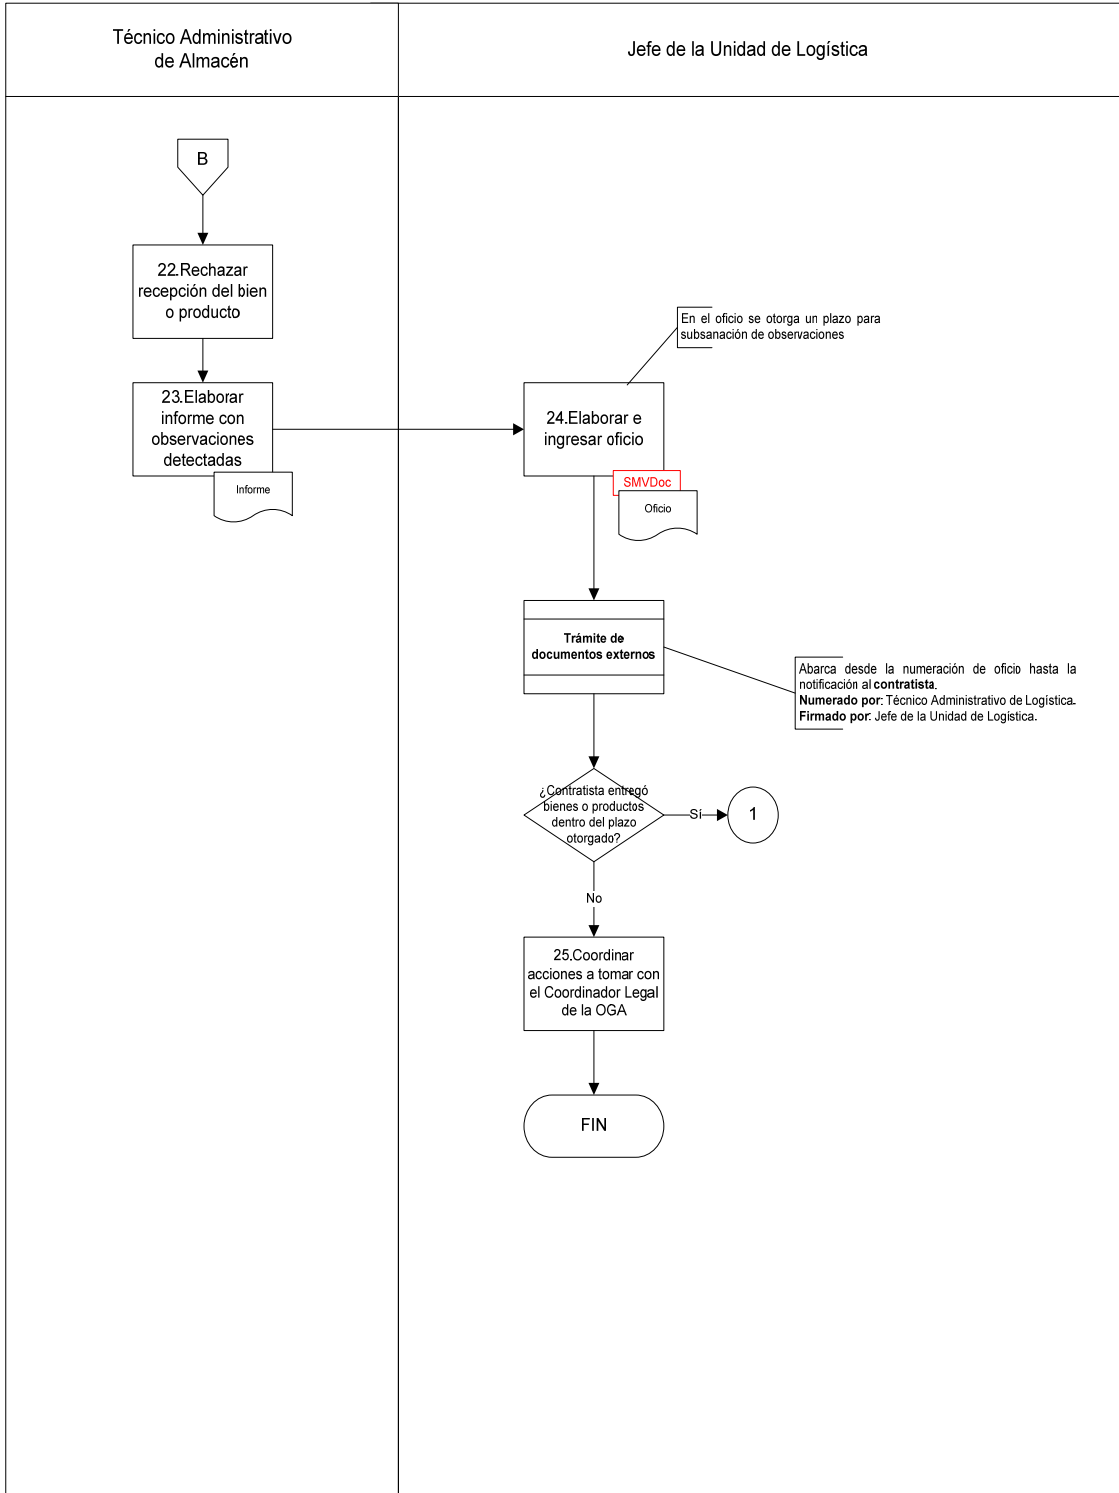 Técnico Administrativo
de Almacén
Jefe de la Unidad de Logística
B
22.Rechazar
recepción del bien
o producto
En el oficio se otorga un plazo para
subsanación de observaciones
23.Elaborar
informe con
observaciones
detectadas
Informe
24.Elaborar e
ingresar oficio
SMVDoc
Oficio
Trámite de
documentos externos
Abarca desde la numeración de oficio hasta la
notificación al contratista.
Numerado por: Técnico Administrativo de Logística.
Firmado por: Jefe de la Unidad de Logística.
¿Contratista entregó
bienes o productos
dentro del plazo
otorgado?
Sí
1
No
25.Coordinar
acciones a tomar con
el Coordinador Legal
de la OGA
FIN